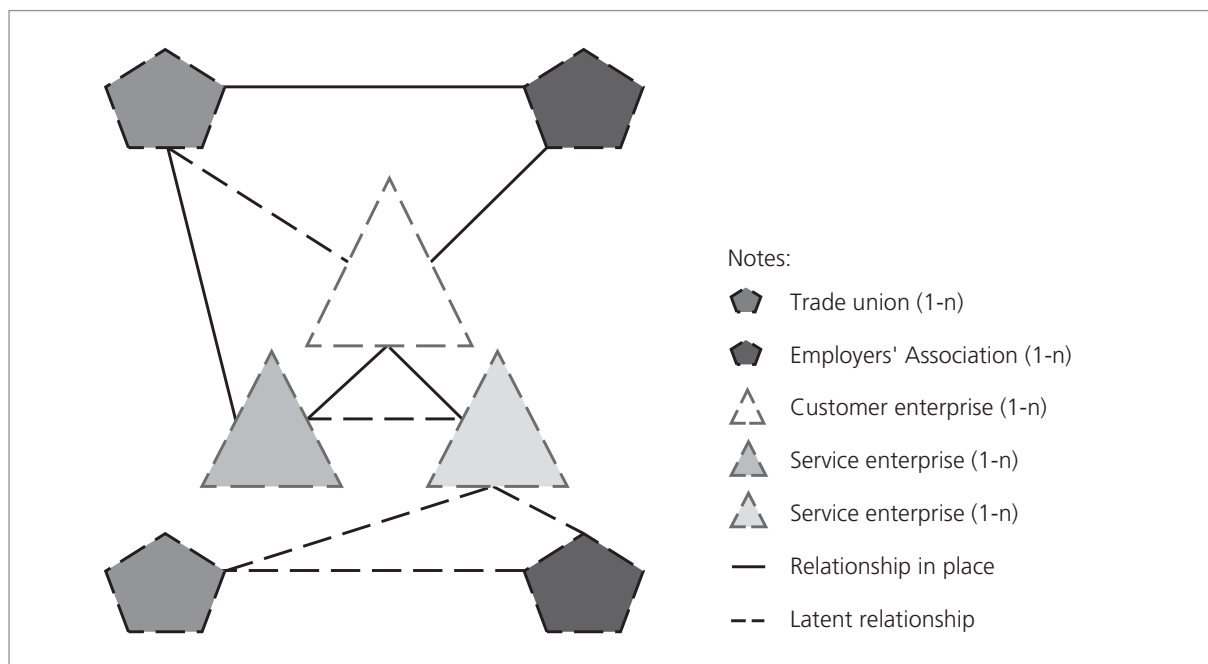 Notes:
Trade union (1-n)
Employers' Association (1-n)
Customer enterprise (1-n)
Service enterprise (1-n)
Service enterprise (1-n)
Relationship in place
Latent relationship